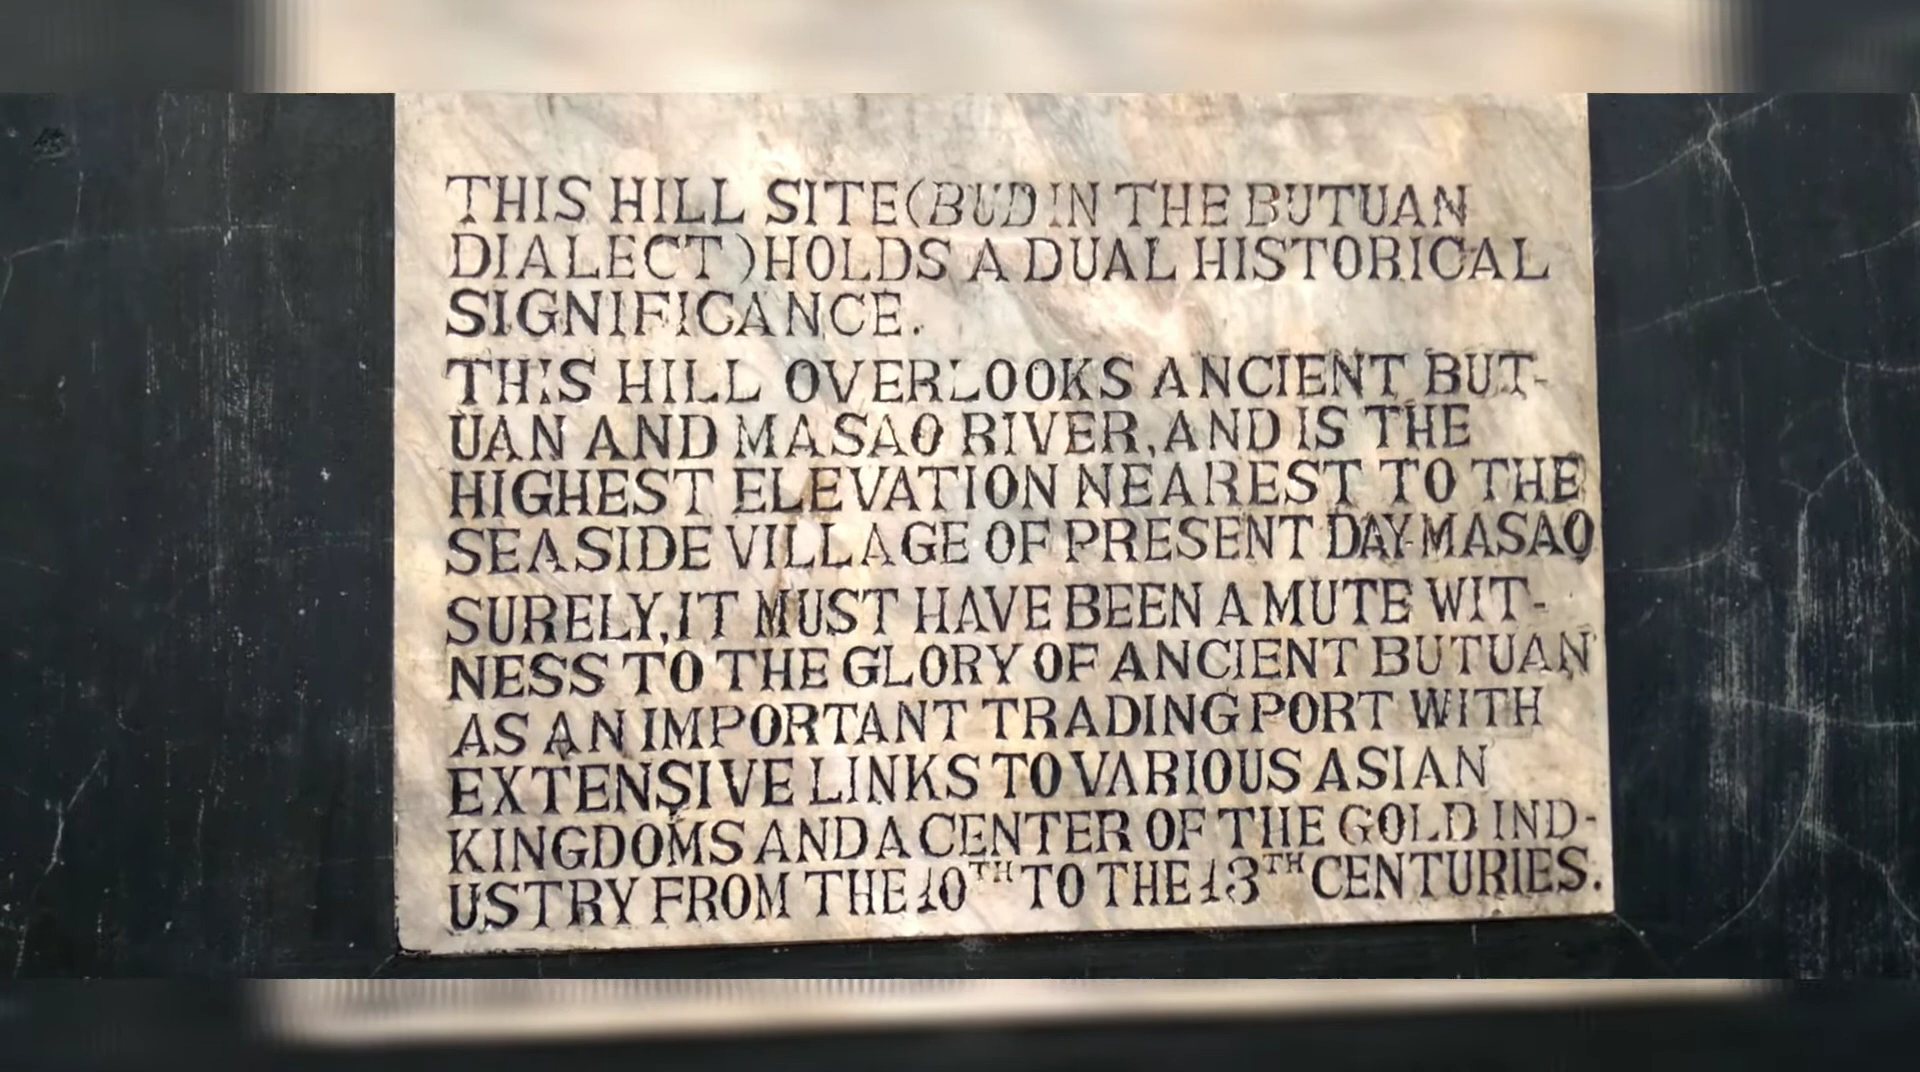 THIS HILL SITE(BUD IN THE BUTUAN
DIALECT)HOLDS A DUAL HISTORICAL
SIGNIFICANCE.
THIS HILL OVERLOOKS ANCIENT BUT-
UAN AND MASAO RIVER, AND IS THE
HIGHEST ELEVATION NEAREST TO THE
SEASIDE VILLAGE OF PRESENT DAY MASAO
SURELY, IT MUST HAVE BEEN A MUTE WIT-
NESS TO THE GLORY OF ANCIENT BUTUAN
AS AN IMPORTANT TRADING PORT WITH
EXTENSIVE LINKS TO VARIOUS ASIAN
KINGDOMS AND A CENTER OF THE GOLD IND-
USTRY FROM THE 10TH TO THE 13TH CENTURIES.